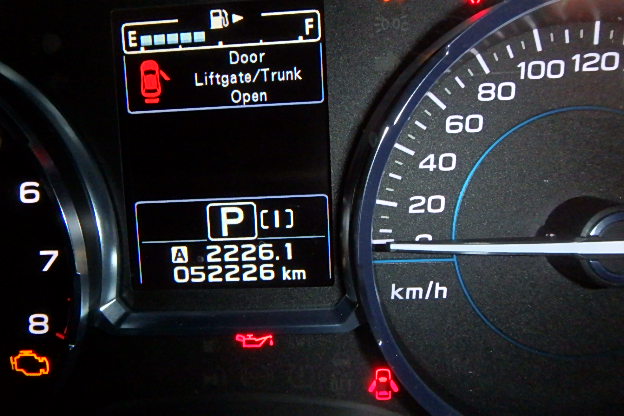 E F
Door
Liftgate/Trunk
Open
P [1]
A 2226.1
052226 km
6
7
8
0
20
40
60
80
100
120
km/h